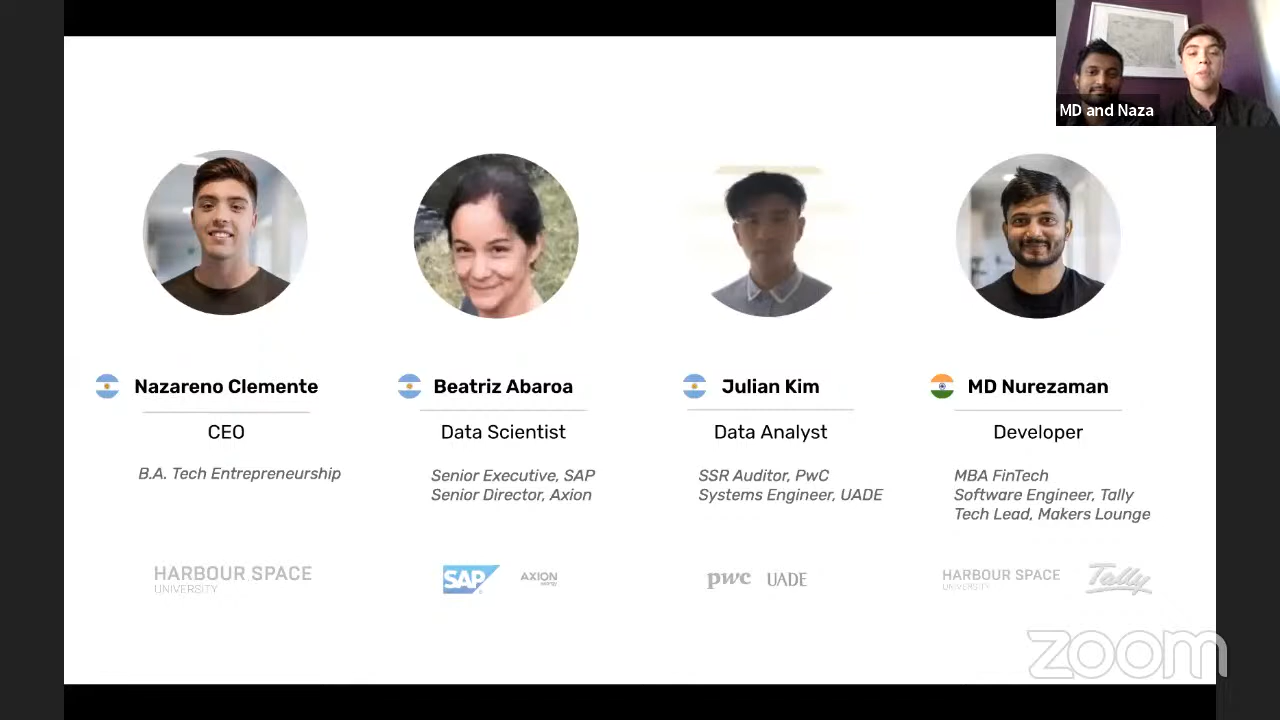 MD and Naza
Nazareno Clemente
CEO
B.A. Tech Entrepreneurship
HARBOUR.SPACE
UNIVERSITY
Beatriz Abaroa
Data Scientist
Senior Executive, SAP
Senior Director, Axion
SAP
AXION
energy
Julian Kim
Data Analyst
SSR Auditor, PwC
Systems Engineer, UADE
pwc UADE
MD Nurezaman
Developer
MBA FinTech
Software Engineer, Tally
Tech Lead, Makers Lounge
HARBOUR.SPACE
UNIVERSITY
Tally
zoom